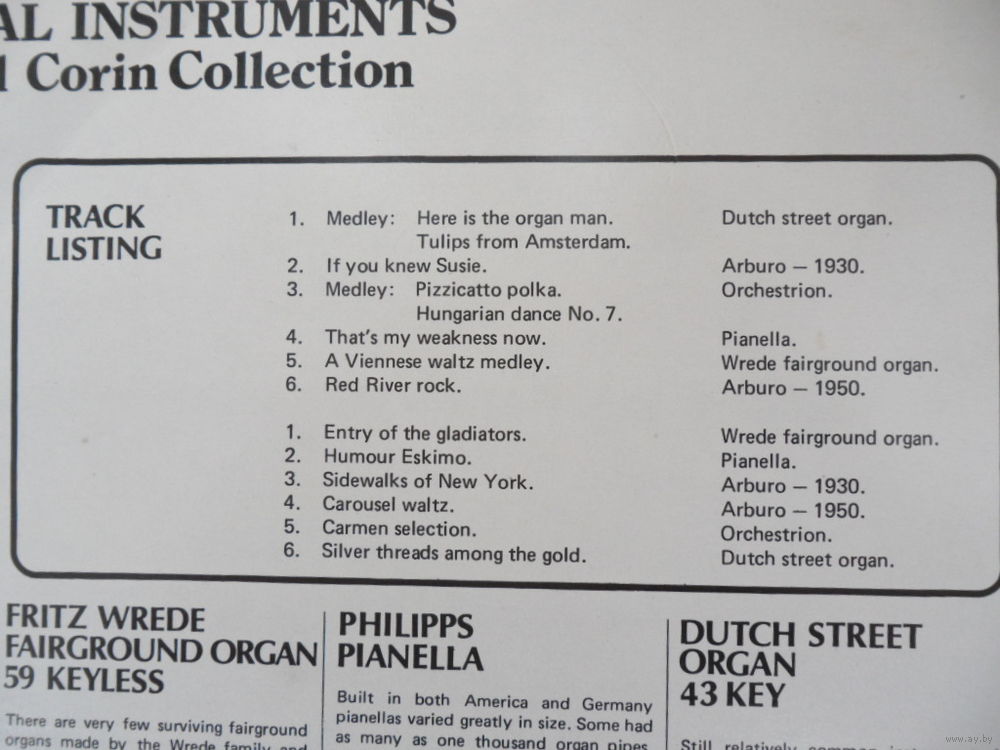 AL INSTRUMENTS
l Corin Collection
TRACK
LISTING
1. Medley: Here is the organ man. Dutch street organ.
Tulips from Amsterdam.
2. If you knew Susie. Arburo — 1930.
3. Medley: Pizzicatto polka. Orchestrion.
Hungarian dance No. 7.
4. That's my weakness now. Pianella.
5. A Viennese waltz medley. Wrede fairground organ.
6. Red River rock. Arburo — 1950.
1. Entry of the gladiators. Wrede fairground organ.
2. Humour Eskimo. Pianella.
3. Sidewalks of New York. Arburo — 1930.
4. Carousel waltz. Arburo — 1950.
5. Carmen selection. Orchestrion.
6. Silver threads among the gold. Dutch street organ.
FRITZ WREDE
FAIRGROUND ORGAN
59 KEYLESS
There are very few surviving fairground
organs made by the Wrede family and
PHILIPPS
PIANELLA
Built in both America and Germany
pianellas varied greatly in size. Some had
as many as one thousand organ pipes
DUTCH STREET
ORGAN
43 KEY
Still relatively common
www.ay.by